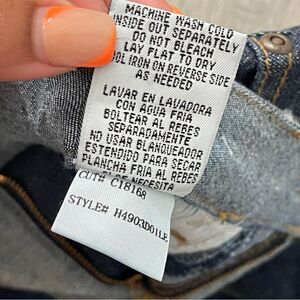 MACHINE WASH COLD
INSIDE OUT SEPARATELY
DO NOT BLEACH
LAY FLAT TO DRY
COOL IRON ON REVERSE SIDE
AS NEEDED
LAVAR EN LAVADORA
CON AGUA FRIA
BOLTEAR AL REBES
SEPARADAMENTE
NO USAR BLANQUEADOR
ESTENDIDO PARA SECAR
PLANCHA FRIA AL REBES
SE NECESITA
CUT# C18168
STYLE# H4903D01LE